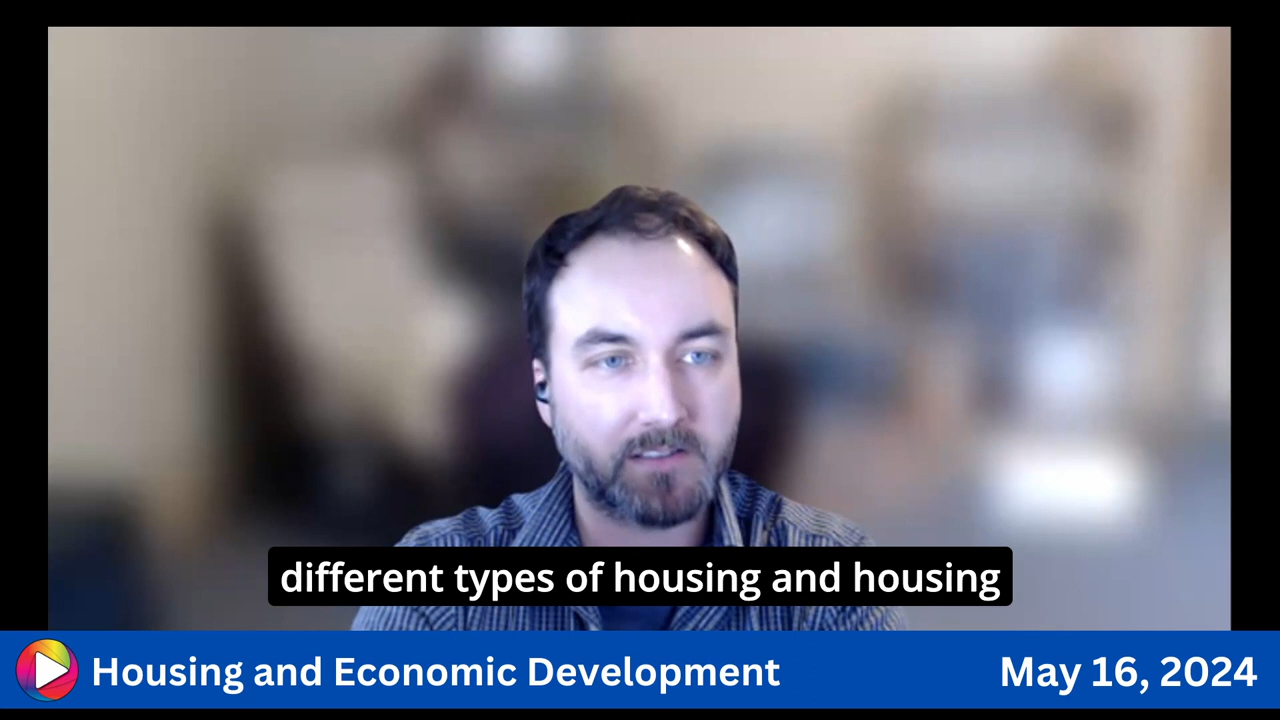 different types of housing and housing
Housing and Economic Development
May 16, 2024